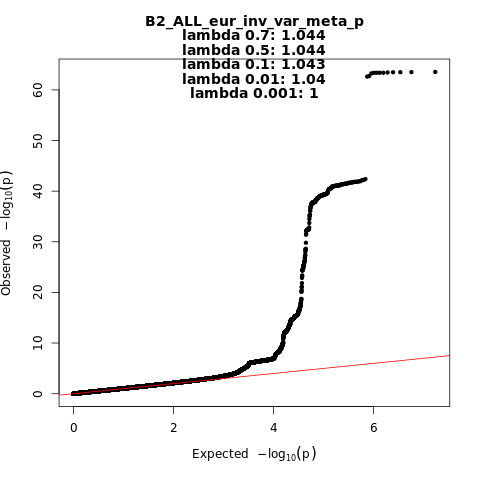 B2_ALL_eur_inv_var_meta_p
lambda 0.7: 1.044
lambda 0.5: 1.044
lambda 0.1: 1.043
lambda 0.01: 1.04
lambda 0.001: 1
Observed −log10(p)
60
50
40
30
20
10
0
0 2 4 6
Expected −log10(p)